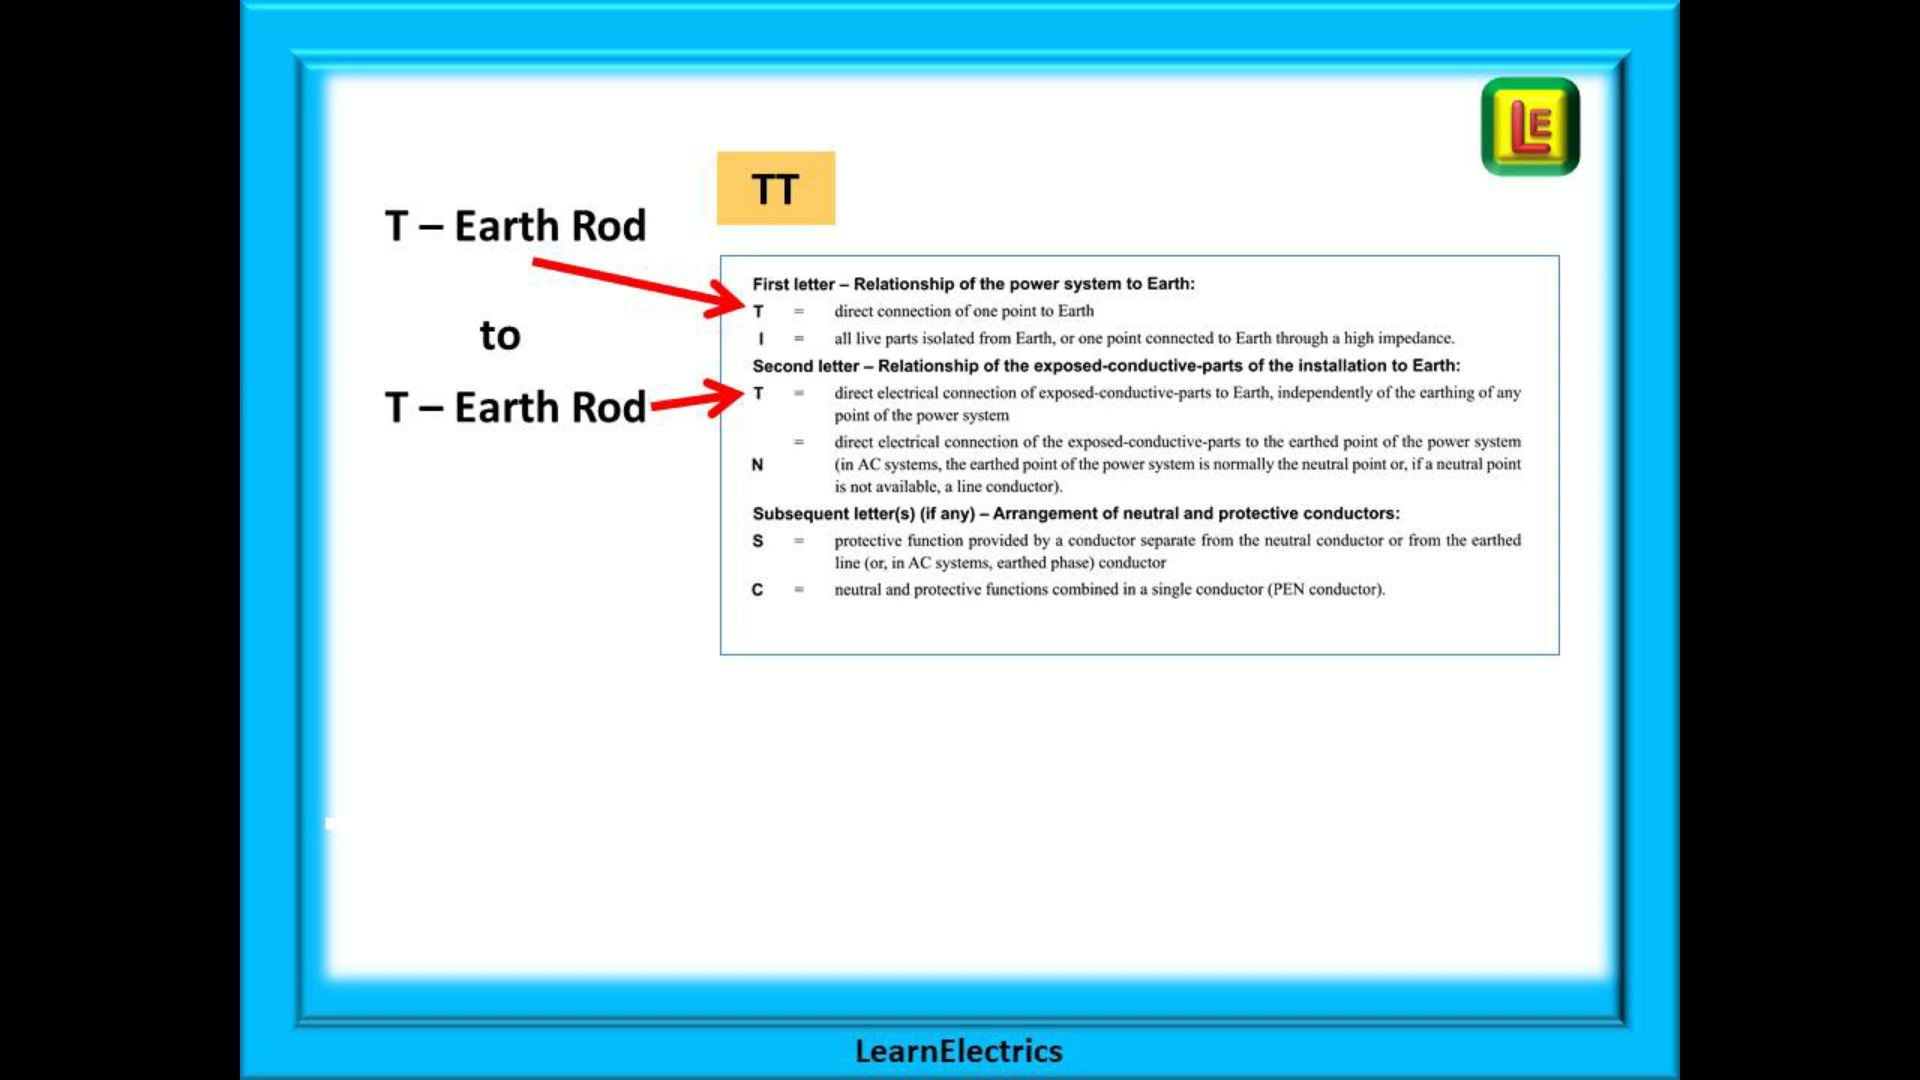 LE
TT
T – Earth Rod
to
T – Earth Rod
First letter – Relationship of the power system to Earth:
T = direct connection of one point to Earth
I = all live parts isolated from Earth, or one point connected to Earth through a high impedance.
Second letter – Relationship of the exposed-conductive-parts of the installation to Earth:
T = direct electrical connection of exposed-conductive-parts to Earth, independently of the earthing of any
point of the power system
= direct electrical connection of the exposed-conductive-parts to the earthed point of the power system
N (in AC systems, the earthed point of the power system is normally the neutral point or, if a neutral point
is not available, a line conductor).
Subsequent letter(s) (if any) – Arrangement of neutral and protective conductors:
S = protective function provided by a conductor separate from the neutral conductor or from the earthed
line (or, in AC systems, earthed phase) conductor
C = neutral and protective functions combined in a single conductor (PEN conductor).
LearnElectrics